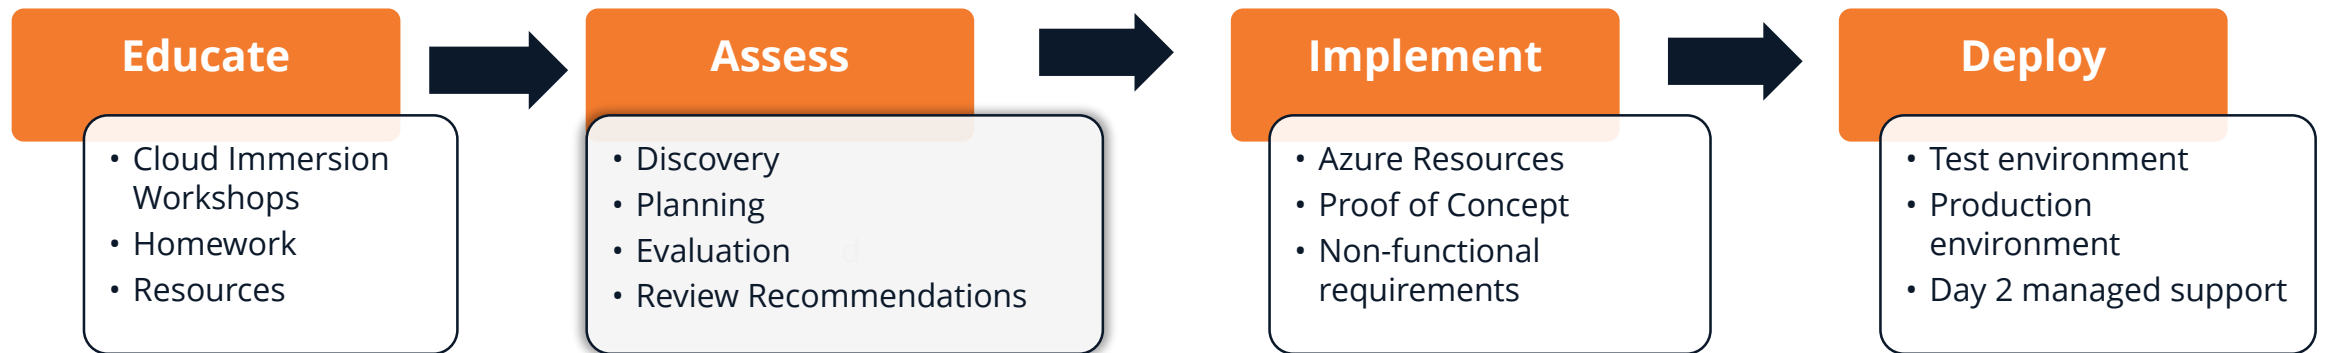 Educate
• Cloud Immersion
Workshops
• Homework
• Resources
Assess
• Discovery
• Planning
• Evaluation d
• Review Recommendations
Implement
• Azure Resources
• Proof of Concept
• Non-functional
requirements
Deploy
• Test environment
• Production
environment
• Day 2 managed support